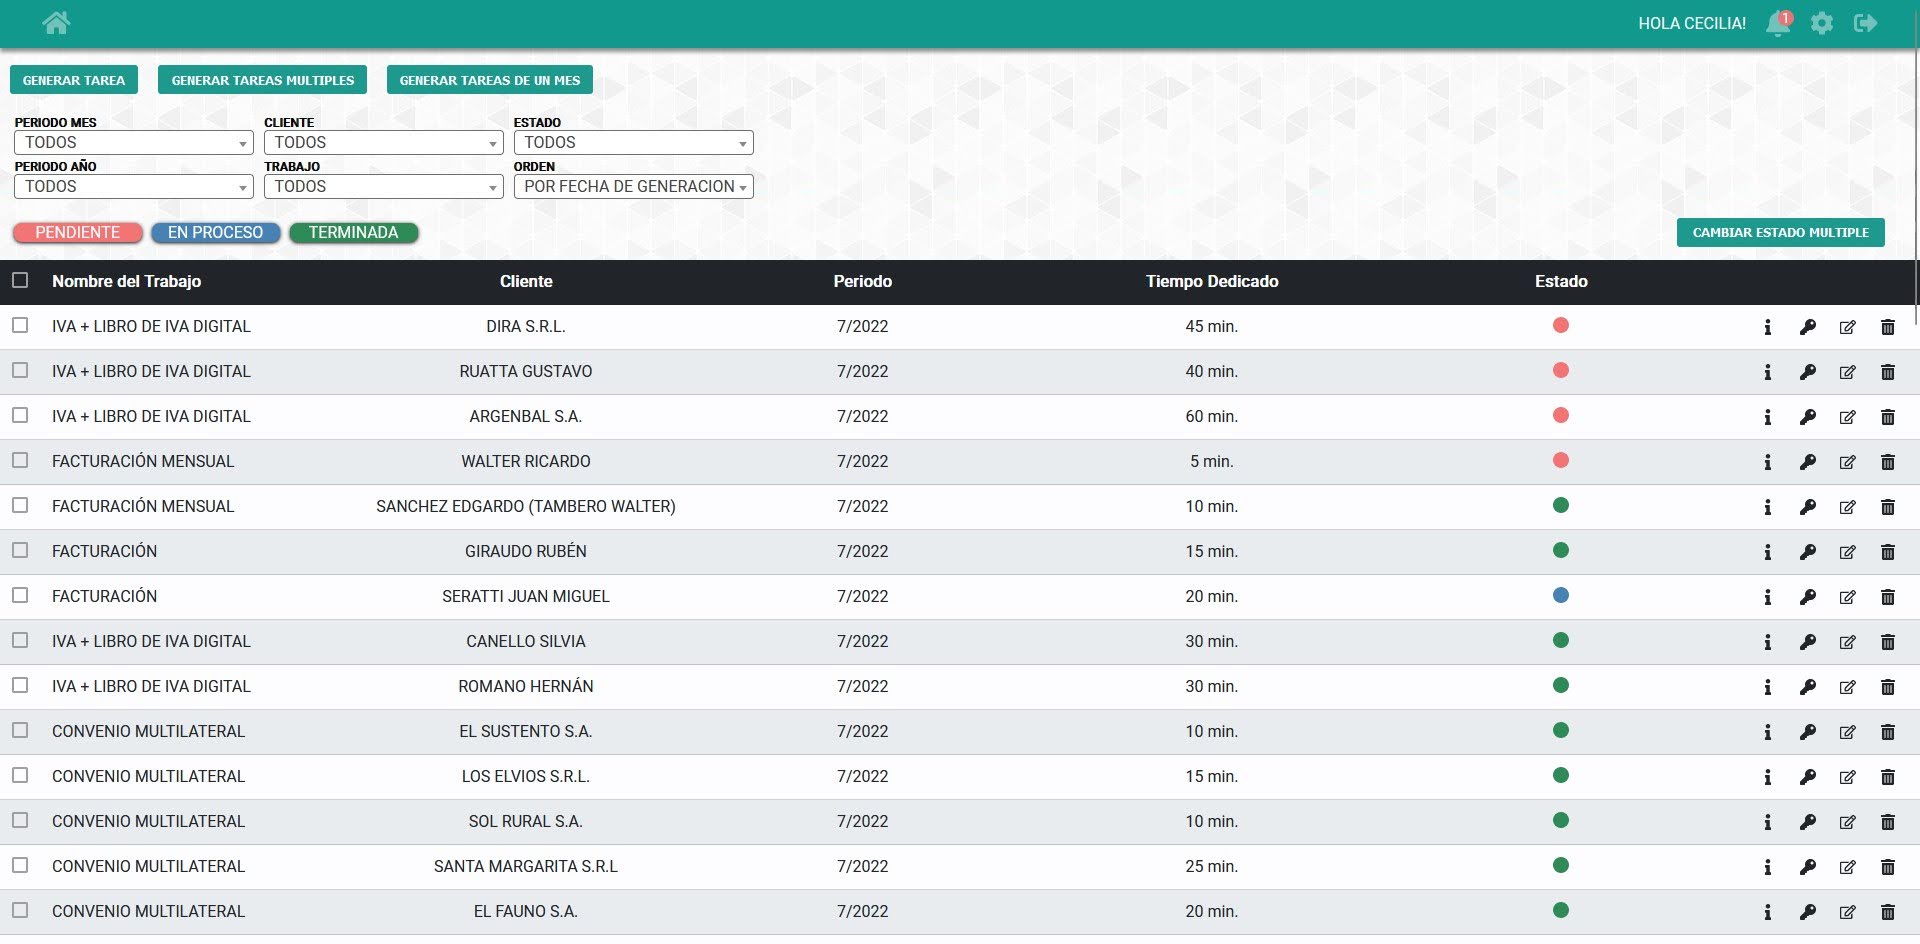 HOLA CECILIA! 1
GENERAR TAREA GENERAR TAREAS MULTIPLES GENERAR TAREAS DE UN MES
PERIODO MES CLIENTE ESTADO
TODOS TODOS TODOS
PERIODO AÑO TRABAJO ORDEN
TODOS TODOS POR FECHA DE GENERACION
PENDIENTE EN PROCESO TERMINADA CAMBIAR ESTADO MULTIPLE
Nombre del Trabajo Cliente Periodo Tiempo Dedicado Estado
IVA + LIBRO DE IVA DIGITAL DIRA S.R.L. 7/2022 45 min.
IVA + LIBRO DE IVA DIGITAL RUATTA GUSTAVO 7/2022 40 min.
IVA + LIBRO DE IVA DIGITAL ARGENBAL S.A. 7/2022 60 min.
FACTURACIÓN MENSUAL WALTER RICARDO 7/2022 5 min.
FACTURACIÓN MENSUAL SANCHEZ EDGARDO (TAMBERO WALTER) 7/2022 10 min.
FACTURACIÓN GIRAUDO RUBÉN 7/2022 15 min.
FACTURACIÓN SERATTI JUAN MIGUEL 7/2022 20 min.
IVA + LIBRO DE IVA DIGITAL CANELLO SILVIA 7/2022 30 min.
IVA + LIBRO DE IVA DIGITAL ROMANO HERNÁN 7/2022 30 min.
CONVENIO MULTILATERAL EL SUSTENTO S.A. 7/2022 10 min.
CONVENIO MULTILATERAL LOS ELVIOS S.R.L. 7/2022 15 min.
CONVENIO MULTILATERAL SOL RURAL S.A. 7/2022 10 min.
CONVENIO MULTILATERAL SANTA MARGARITA S.R.L 7/2022 25 min.
CONVENIO MULTILATERAL EL FAUNO S.A. 7/2022 20 min.